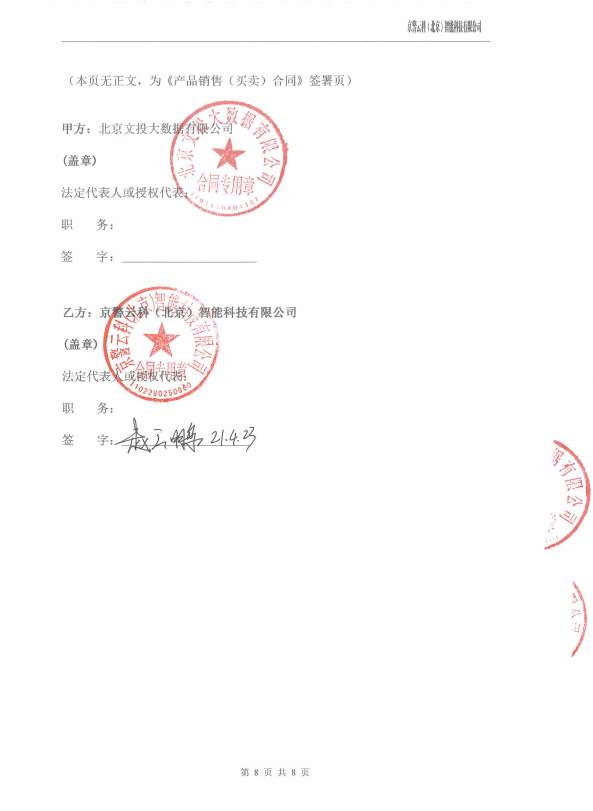 京警云科（北京）智能科技有限公司
（本页无正文，为《产品销售（买卖）合同》签署页）
甲方：北京文投大数据有限公司
(盖章)
法定代表人或授权代表：
职 务：
签 字：
北京文投大数据有限公司
合同专用章
乙方：京警云科（北京）智能科技有限公司
(盖章)
法定代表人或授权代表：
职 务：
签 字： 21.4.23
京警云科(北京)智能科技有限公司
合同专用章
1102280250980
据有限公司
第 8 页 共 8 页